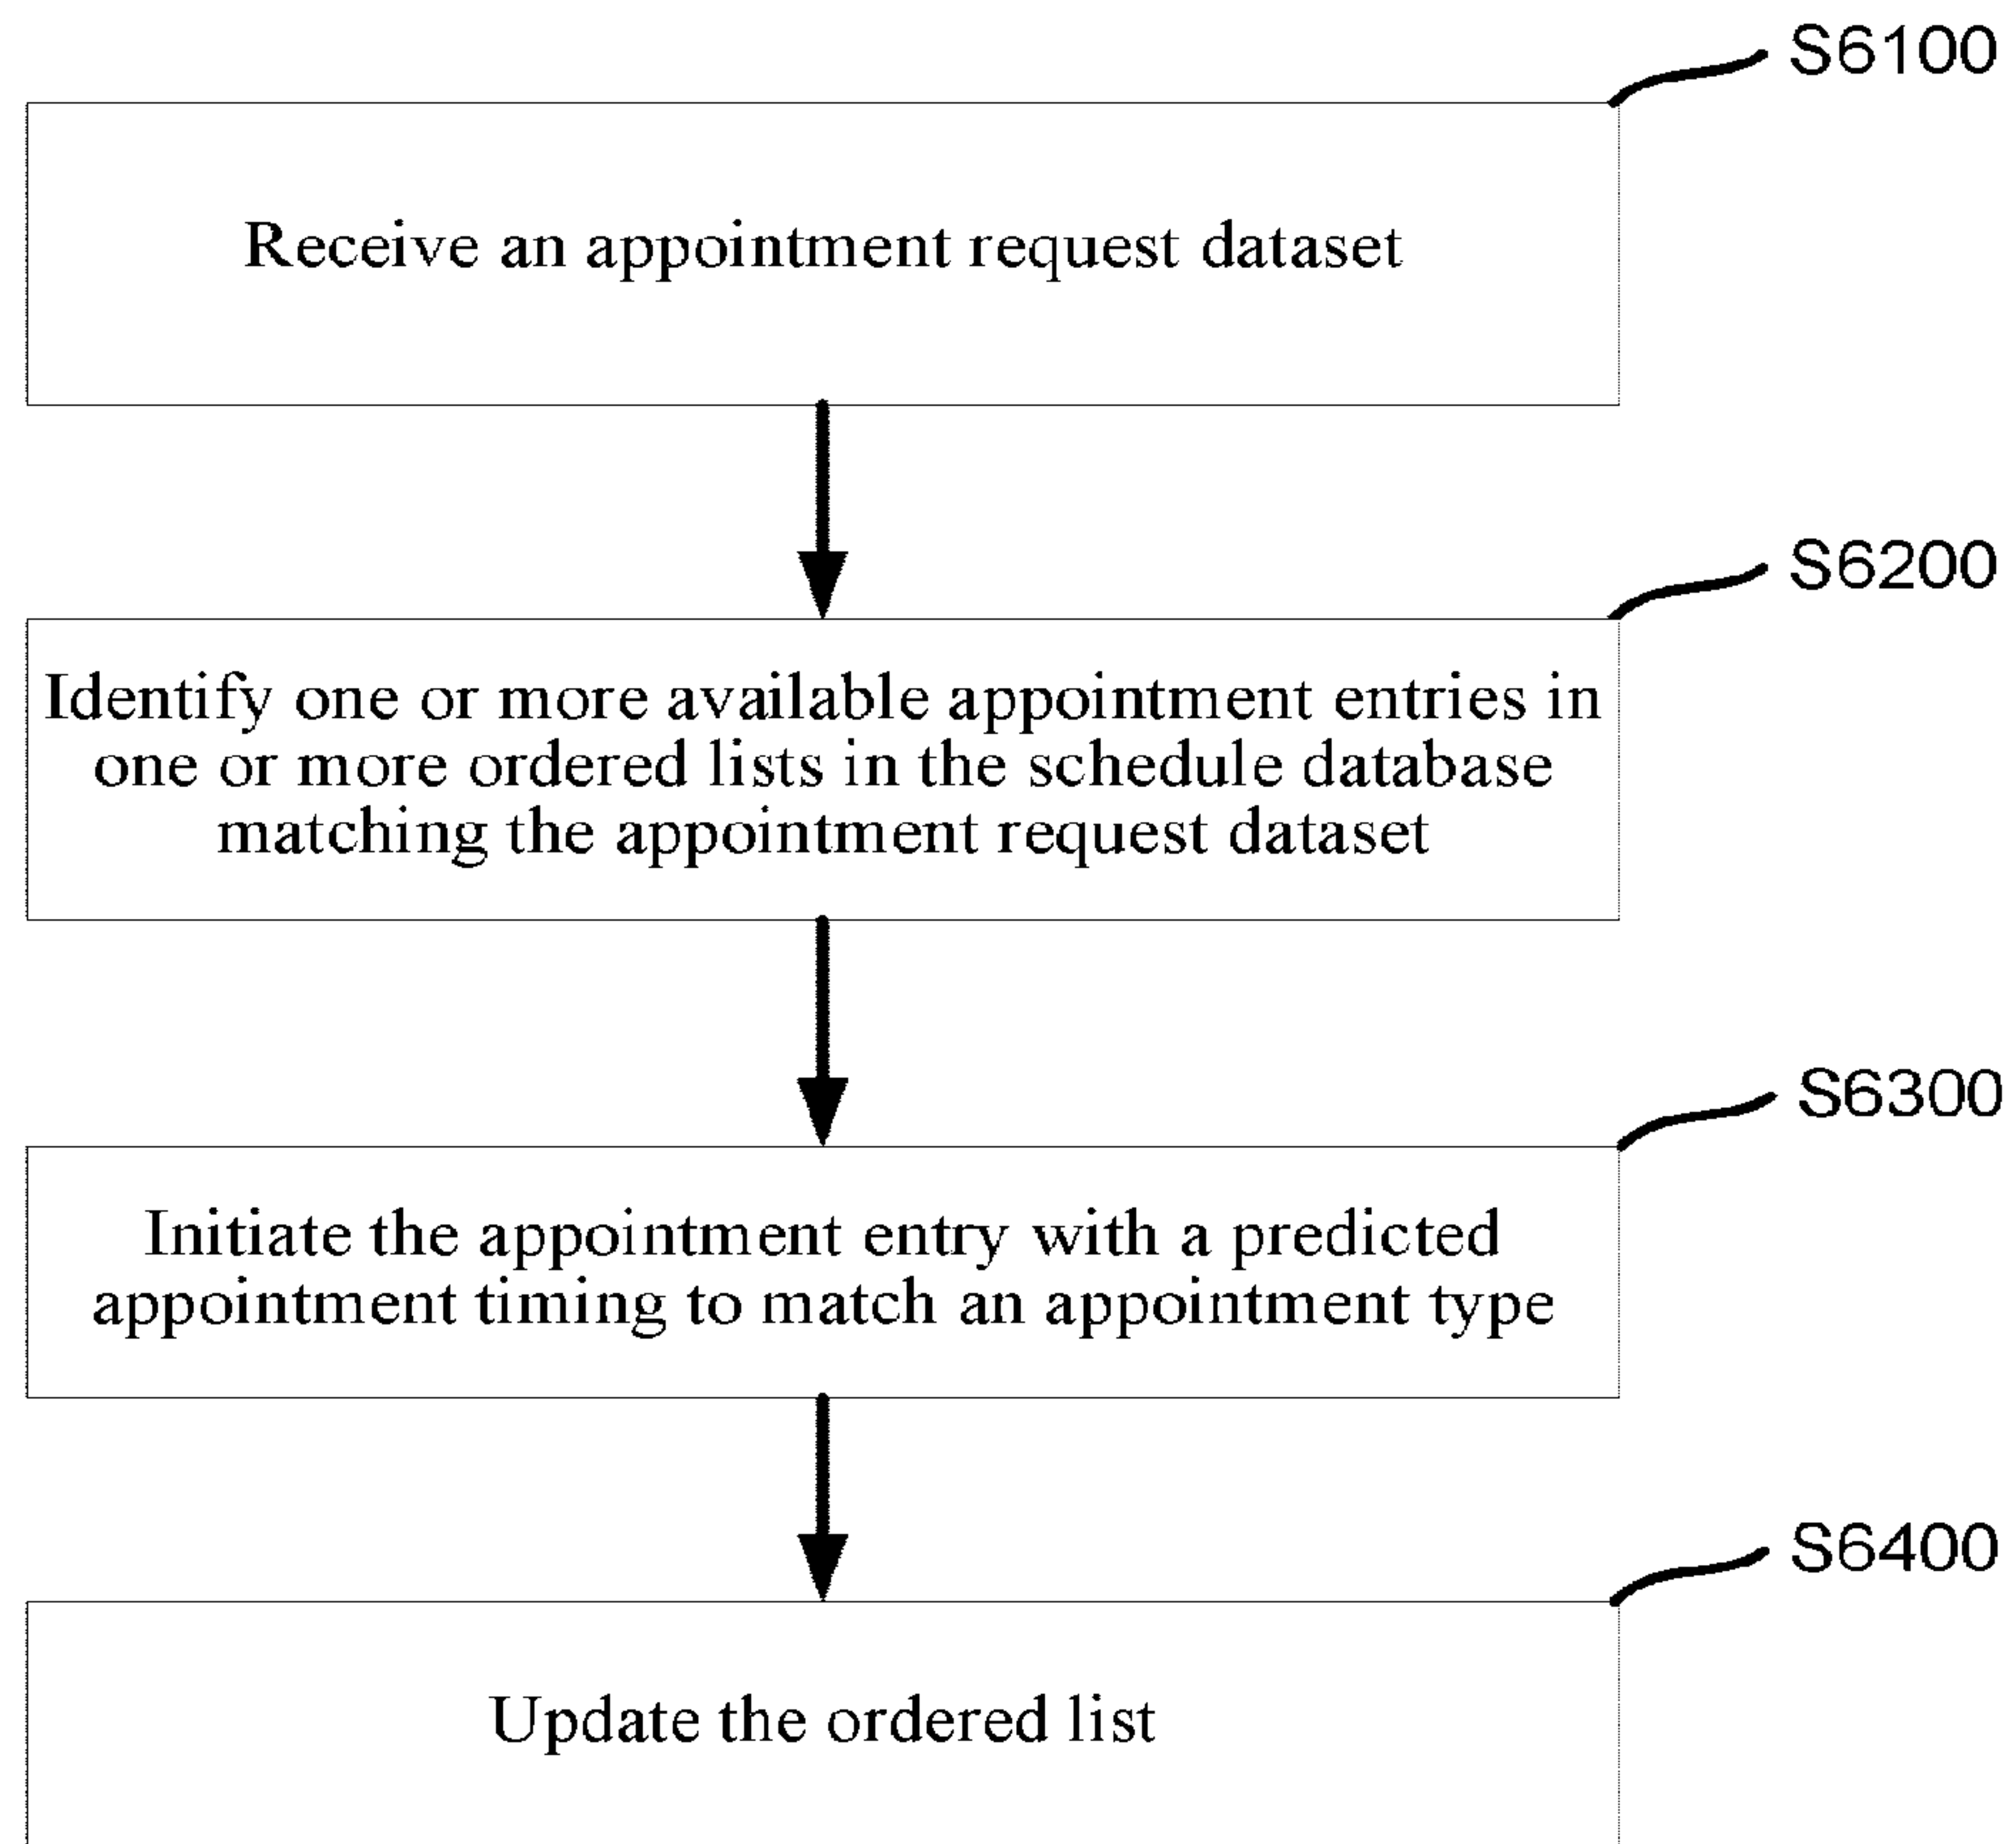 S6100
Receive an appointment request dataset
S6200
Identify one or more available appointment entries in
one or more ordered lists in the schedule database
matching the appointment request dataset
S6300
Initiate the appointment entry with a predicted
appointment timing to match an appointment type
S6400
Update the ordered list